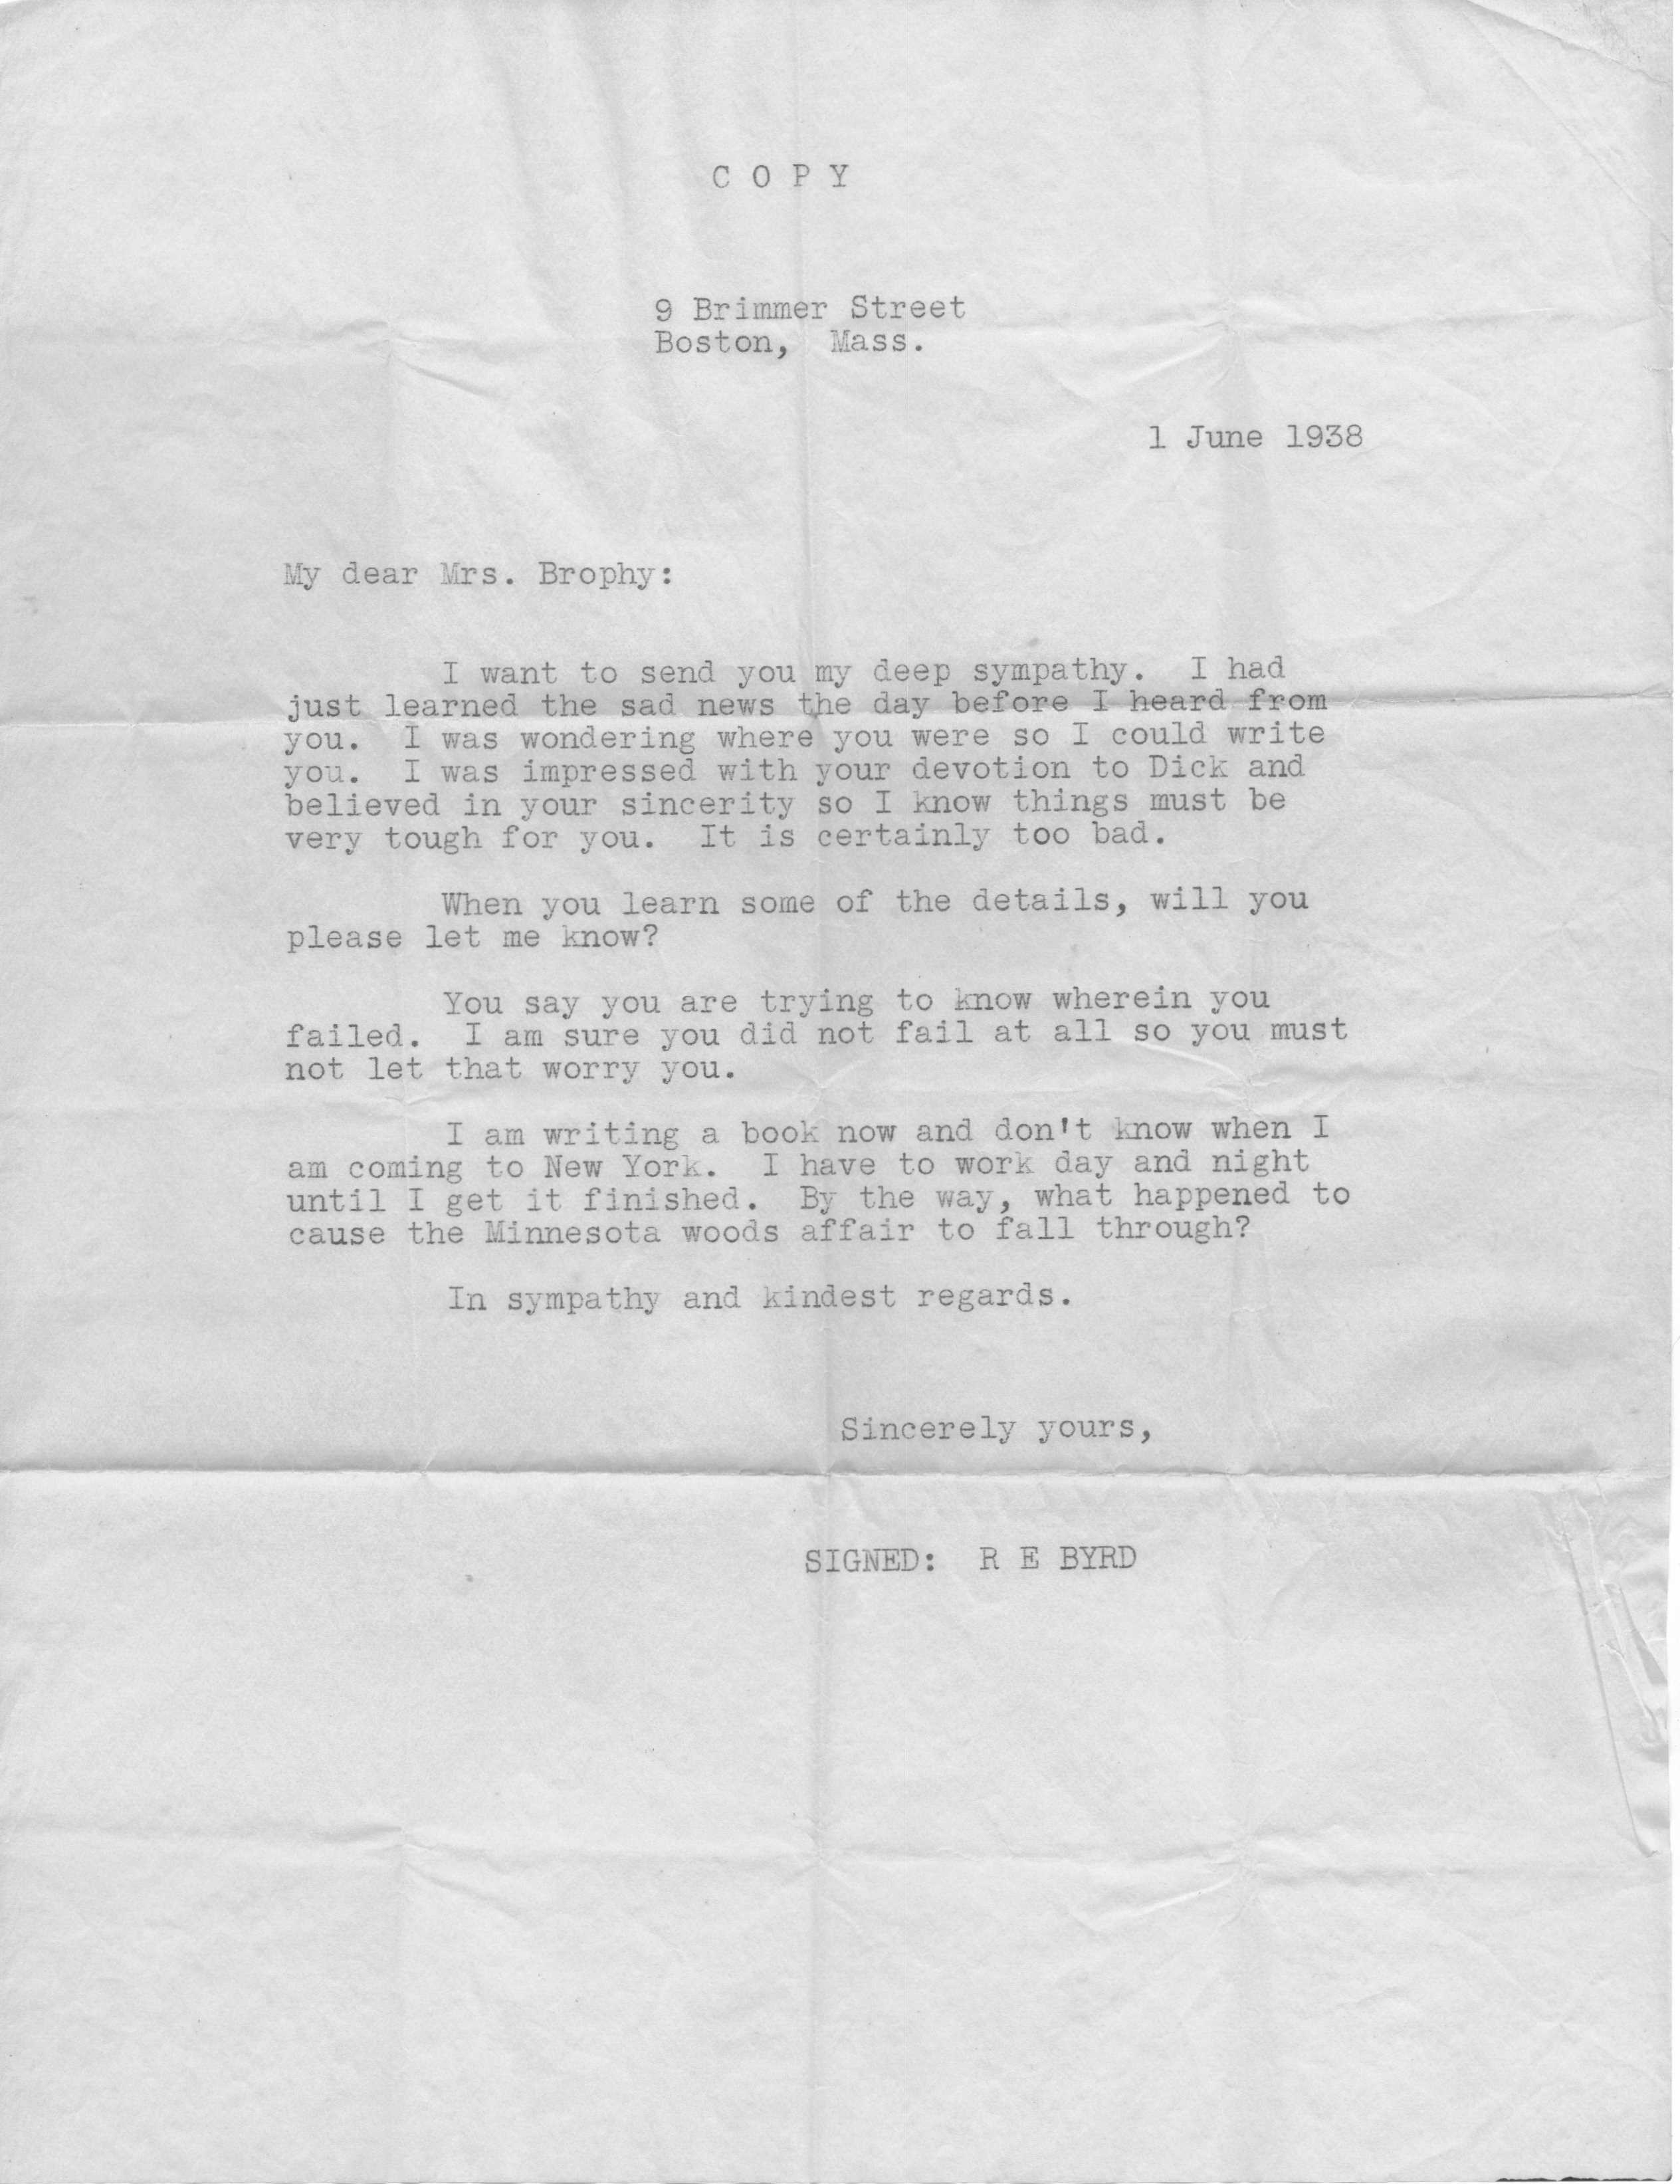 C O P Y
9 Brimmer Street
Boston, Mass.
1 June 1938
My dear Mrs. Brophy:
I want to send you my deep sympathy. I had
just learned the sad news the day before I heard from
you. I was wondering where you were so I could write
you. I was impressed with your devotion to Dick and
believed in your sincerity so I know things must be
very tough for you. It is certainly too bad.
When you learn some of the details, will you
please let me know?
You say you are trying to know wherein you
failed. I am sure you did not fail at all so you must
not let that worry you.
I am writing a book now and don't know when I
am coming to New York. I have to work day and night
until I get it finished. By the way, what happened to
cause the Minnesota woods affair to fall through?
In sympathy and kindest regards.
Sincerely yours,
SIGNED: R E BYRD